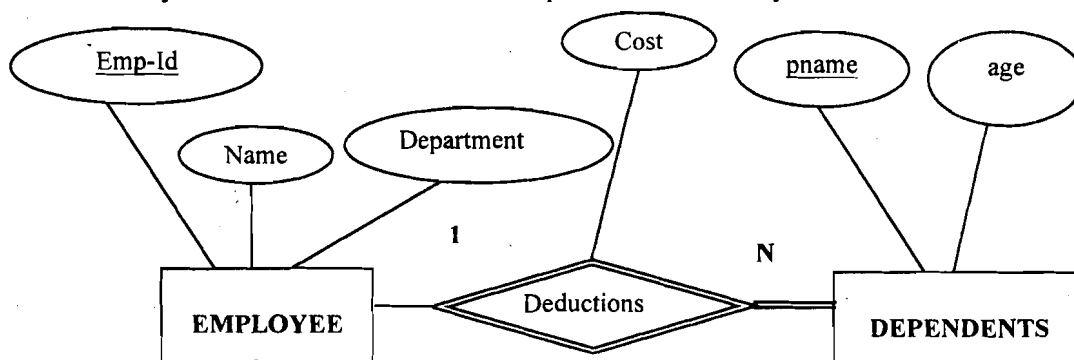 Cost
Emp-Id
pname
age
Name
Department
1
N
Deductions
EMPLOYEE
DEPENDENTS